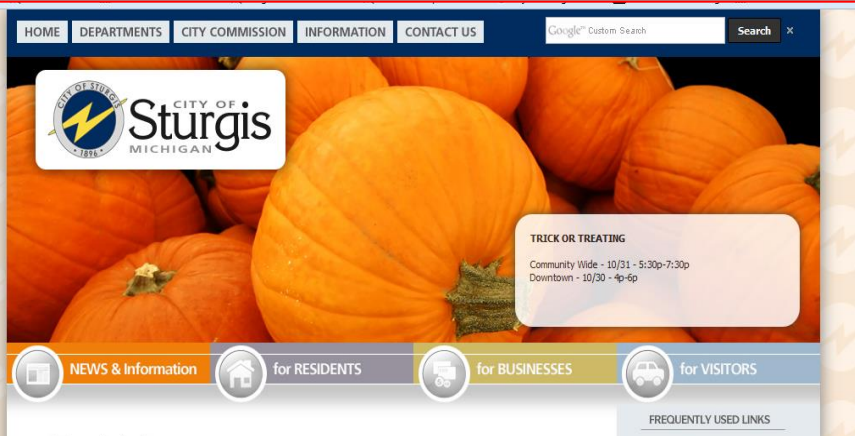 HOME DEPARTMENTS CITY COMMISSION INFORMATION CONTACT US Google™ Custom Search Search ×
CITY OF STURGIS
1896
CITY OF
Sturgis
MICHIGAN
TRICK OR TREATING
Community Wide - 10/31 - 5:30p-7:30p
Downtown - 10/30 - 4p-6p
NEWS & Information for RESIDENTS for BUSINESSES for VISITORS
FREQUENTLY USED LINKS